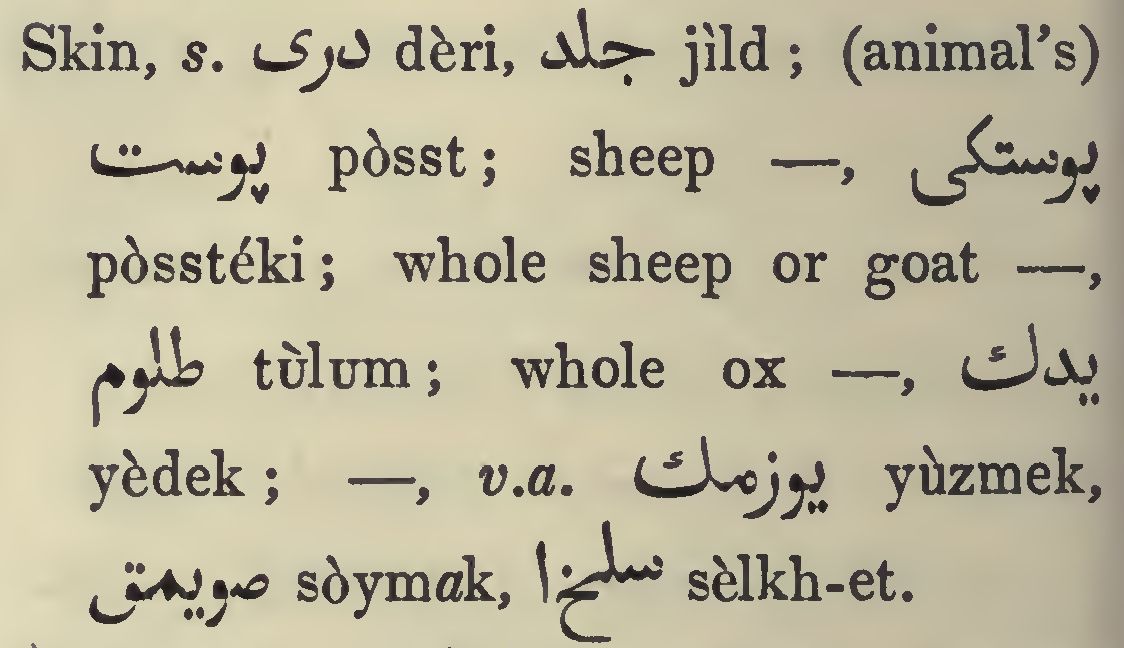 Skin, s. درى dèri, جلد jìld ; (animal's)
پوست pòsst ; sheep —, پوستكى
pòsstéki ; whole sheep or goat —,
طلوم tùlum ; whole ox —, يدك
yèdek ; —, v.a. يوزمك yùzmek,
صويمق sòymak, سلخ ا sèlkh-et.